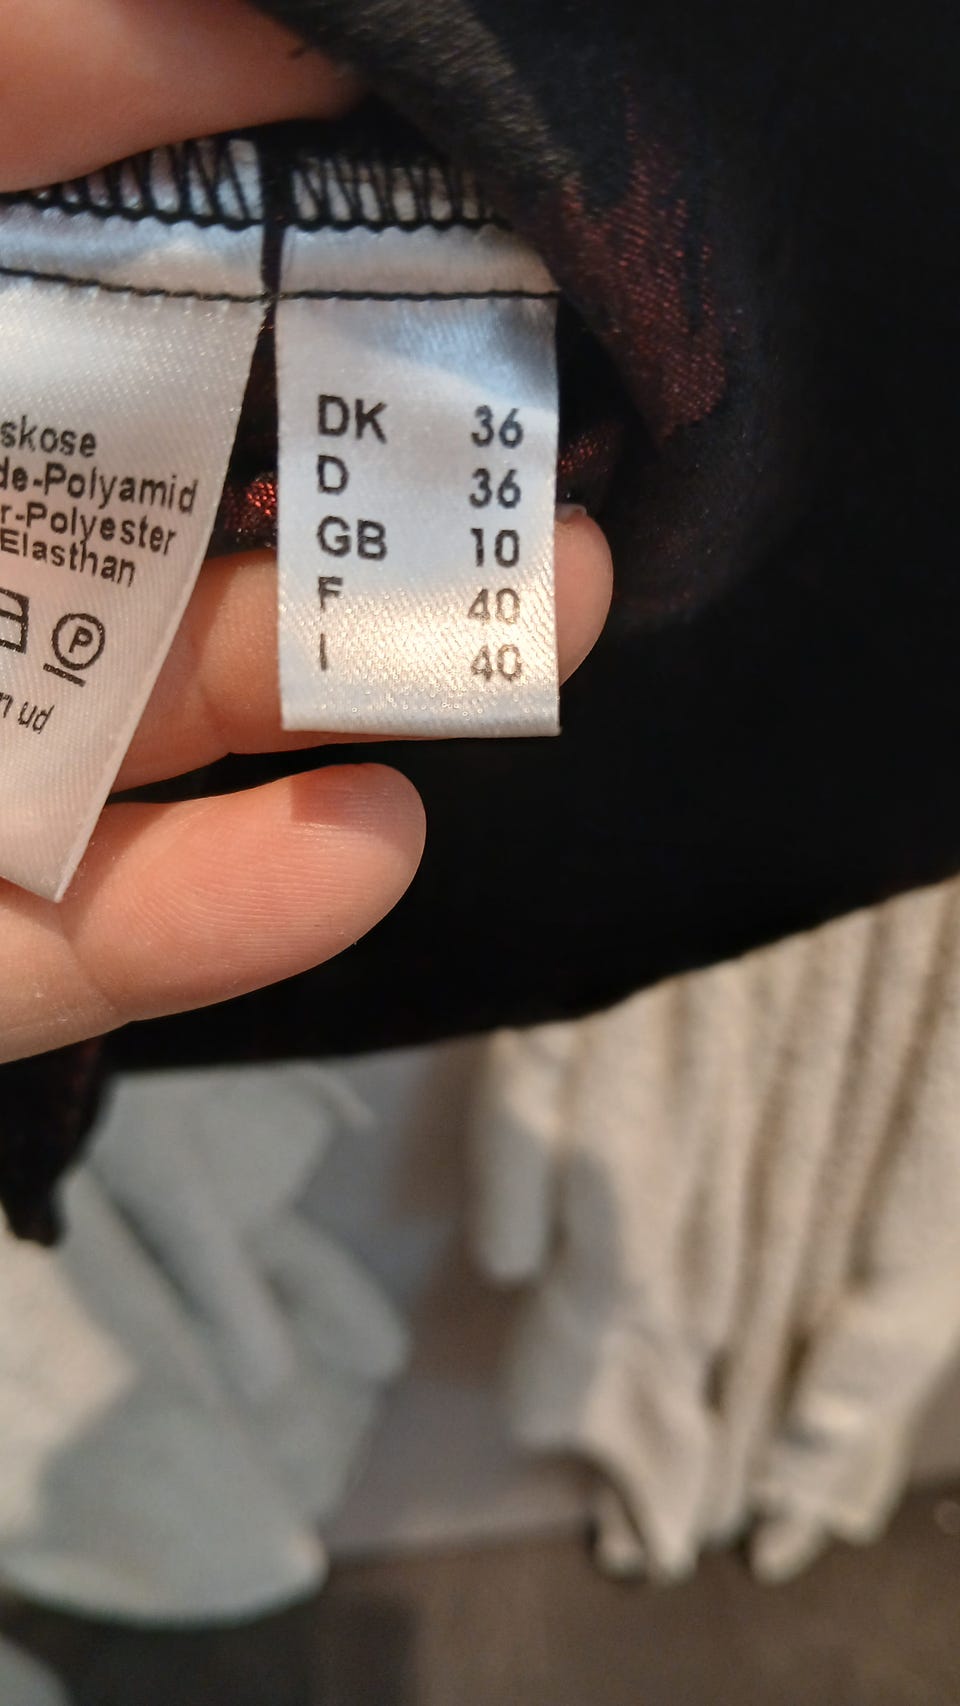 skose
de-Polyamid
r-Polyester
Elasthan
P
n ud
DK 36
D 36
GB 10
F 40
I 40